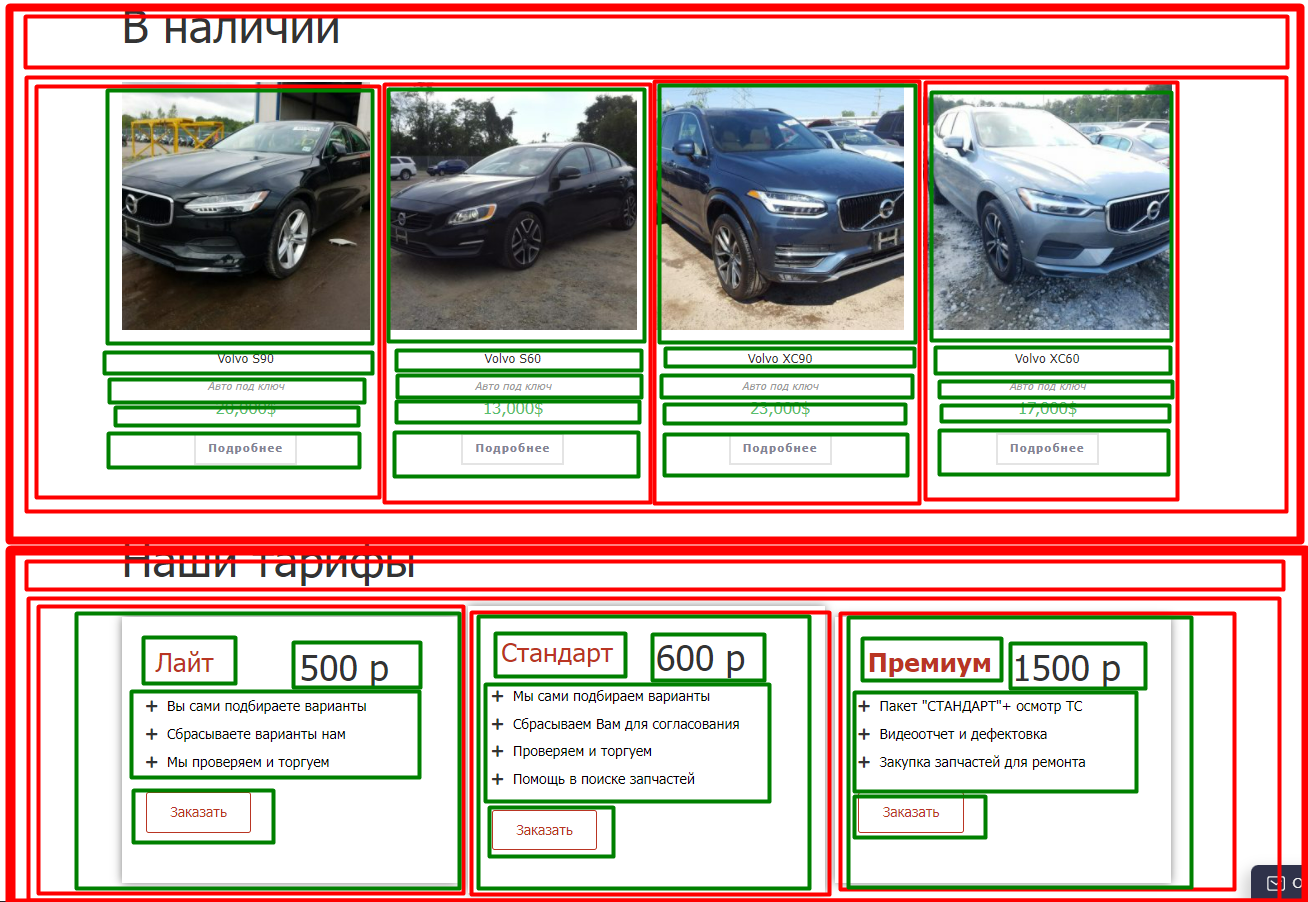 В наличии
Volvo S90
Авто под ключ
20,000$
Подробнее
Volvo S60
Авто под ключ
13,000$
Подробнее
Volvo XC90
Авто под ключ
23,000$
Подробнее
Volvo XC60
Авто под ключ
17,000$
Подробнее
Наши тарифы
Лайт
500 р
+ Вы сами подбираете варианты
+ Сбрасываете варианты нам
+ Мы проверяем и торгуем
Заказать
Стандарт
600 р
+ Мы сами подбираем варианты
+ Сбрасываем Вам для согласования
+ Проверяем и торгуем
+ Помощь в поиске запчастей
Заказать
Премиум
1500 р
+ Пакет "СТАНДАРТ"+ осмотр ТС
+ Видеоотчет и дефектовка
+ Закупка запчастей для ремонта
Заказать